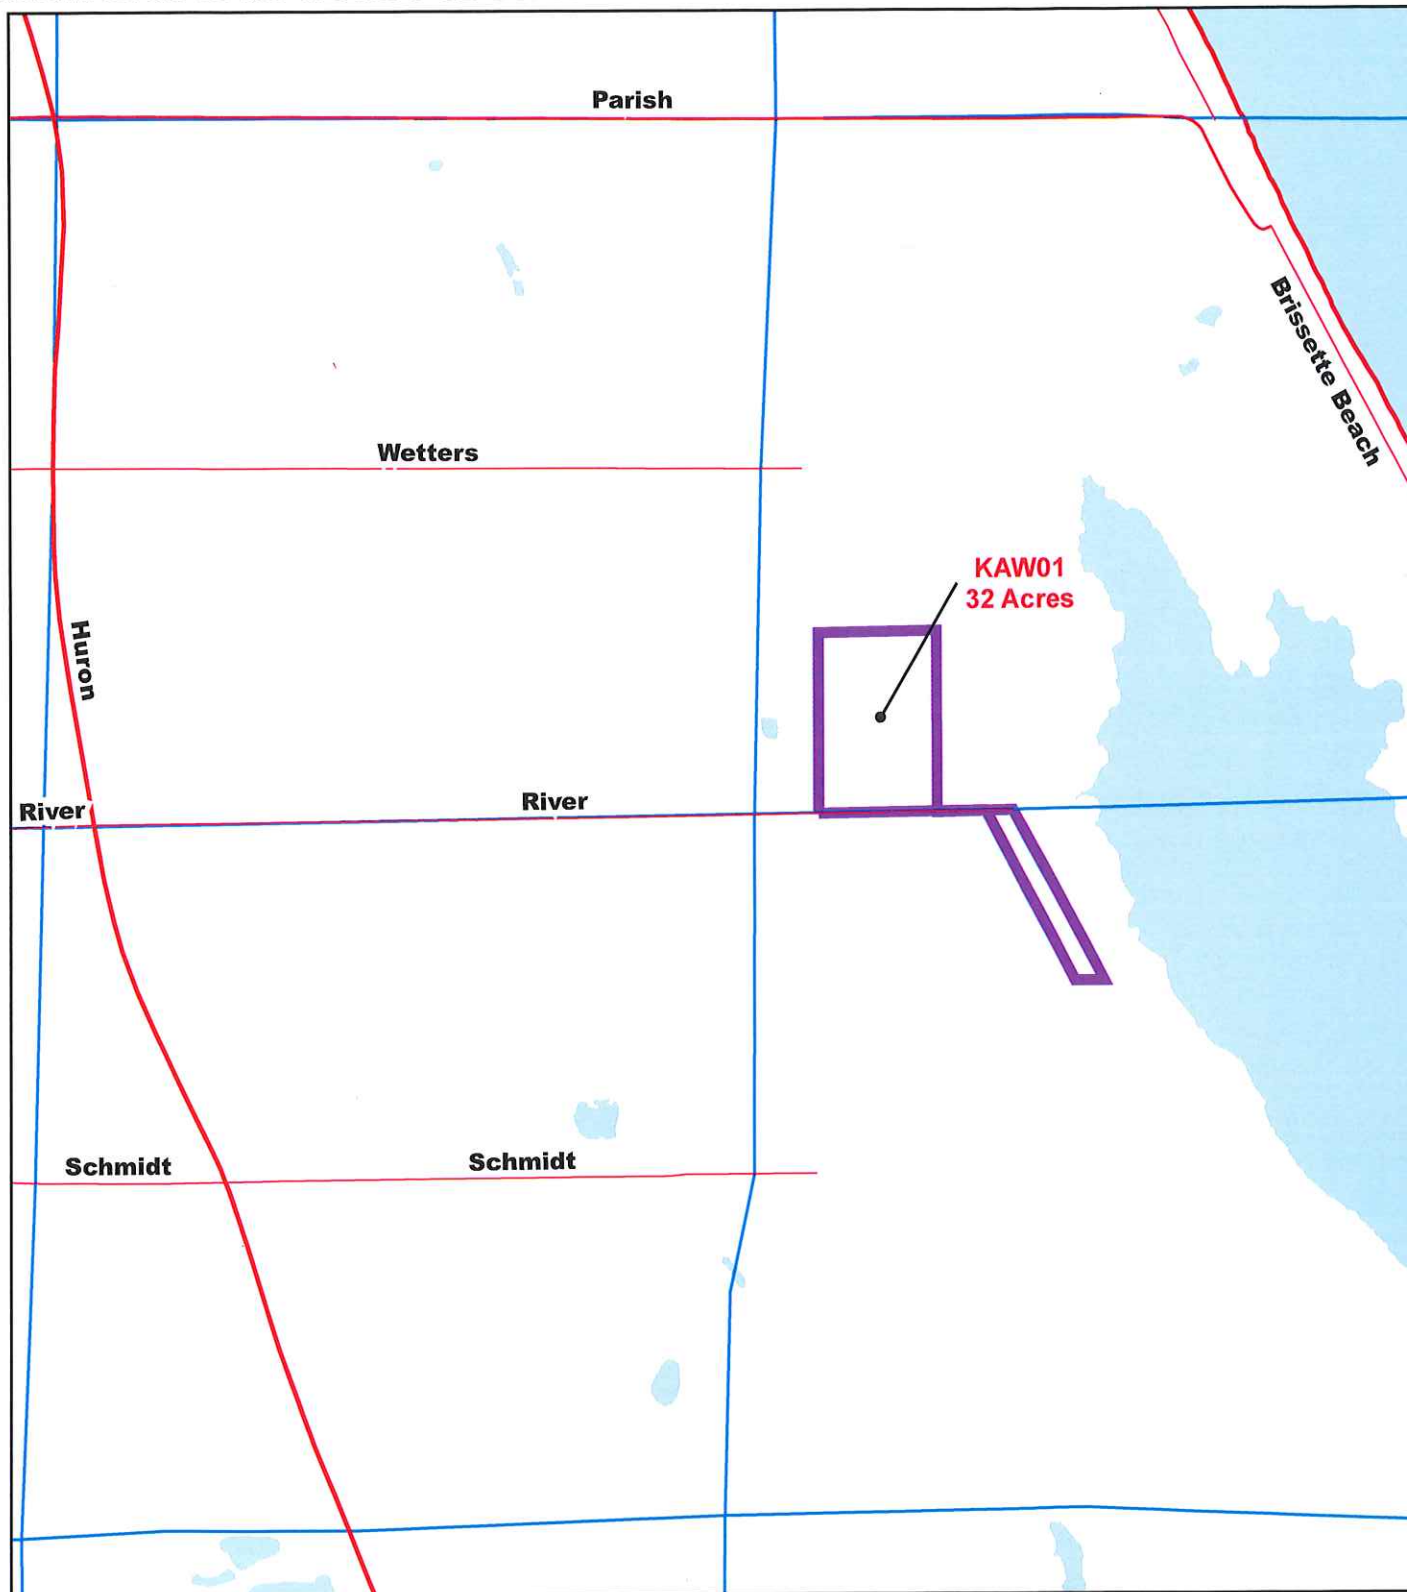 Parish
Brissette Beach
Wetters
KAW01
32 Acres
Huron
River
River
Schmidt
Schmidt